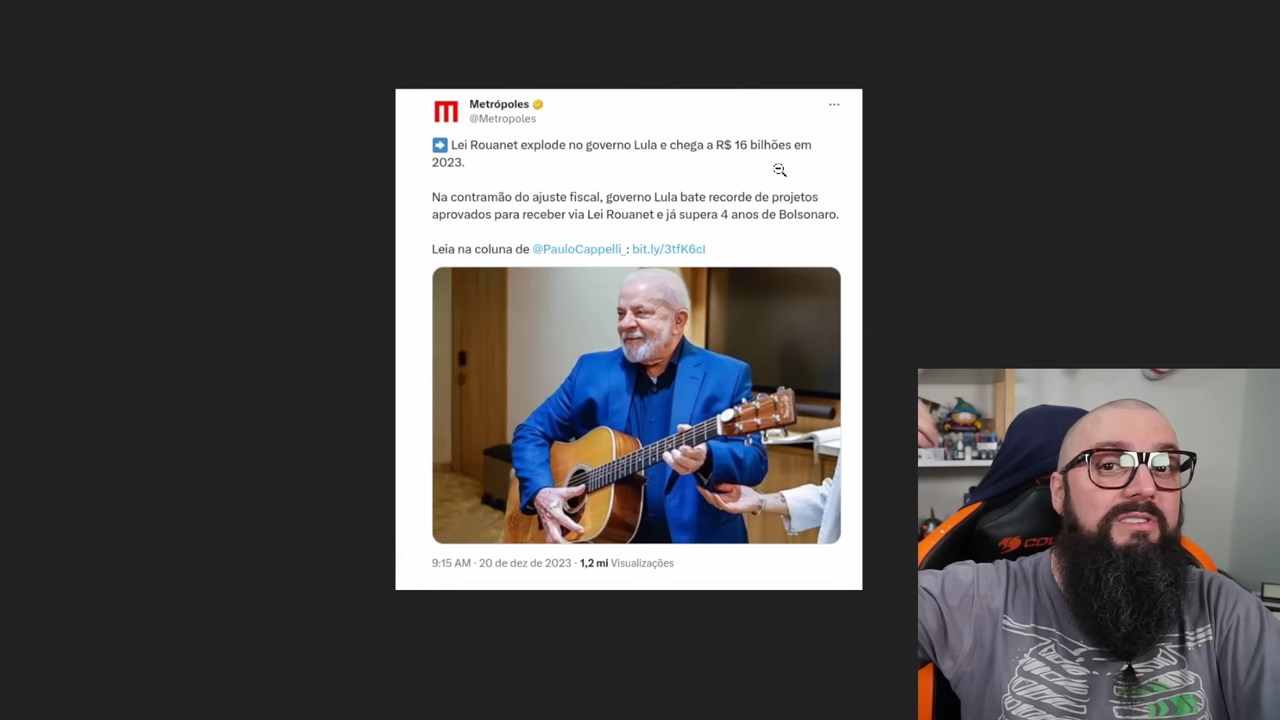 Metrópoles
@Metropoles
➡️ Lei Rouanet explode no governo Lula e chega a R$ 16 bilhões em
2023.
Na contramão do ajuste fiscal, governo Lula bate recorde de projetos
aprovados para receber via Lei Rouanet e já supera 4 anos de Bolsonaro.
Leia na coluna de @PauloCappelli_: bit.ly/3tfK6cl
9:15 AM · 20 de dez de 2023 · 1,2 mi Visualizações